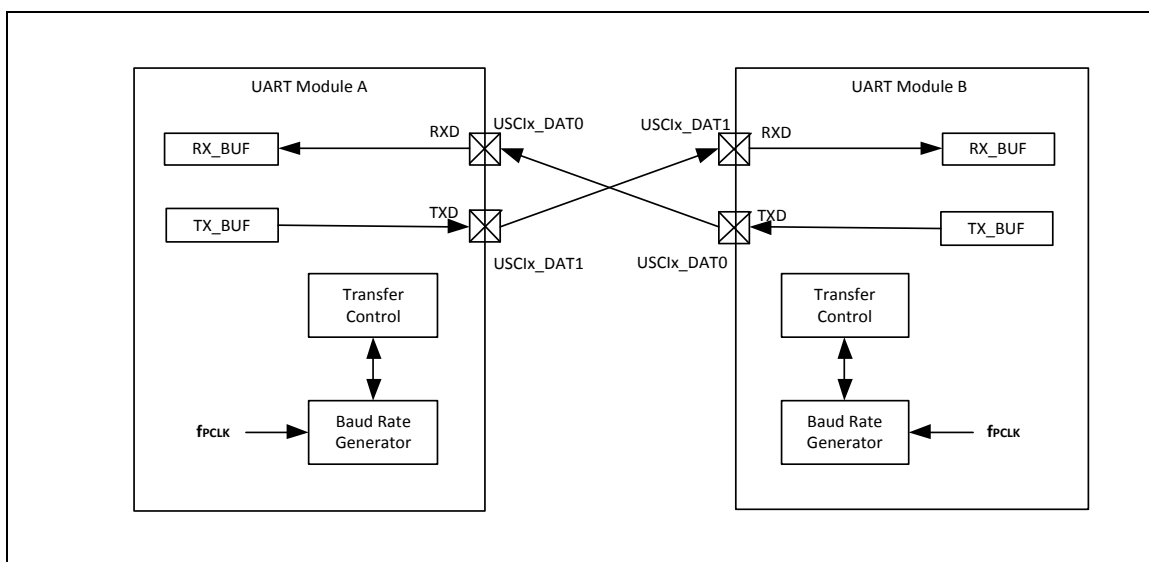 UART Module A
UART Module B
RXD
USCIx_DAT0
USCIx_DAT1
RXD
RX_BUF
RX_BUF
TX_BUF
TXD
TXD
TX_BUF
USCIx_DAT1
USCIx_DAT0
Transfer
Control
Transfer
Control
fPCLK
Baud Rate
Generator
Baud Rate
Generator
fPCLK